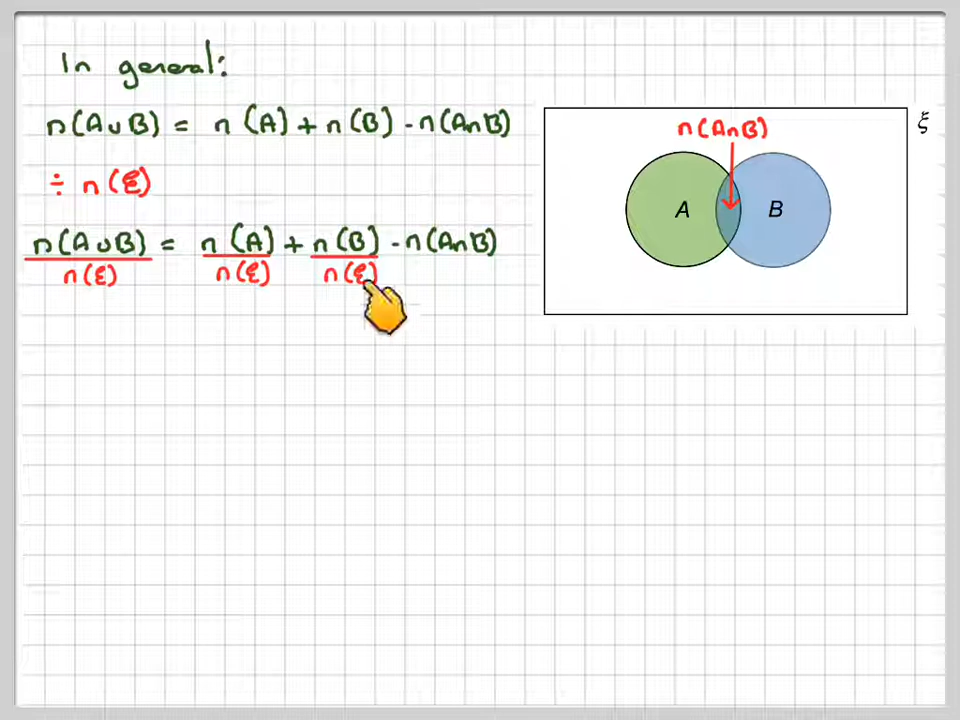 In general:
n(A∪B) = n(A) + n(B) - n(A∩B)
÷ n(ξ)
n(A∪B) = n(A) + n(B) - n(A∩B)
n(ξ) n(ξ) n(ξ)
n(A∩B)
ξ
A B